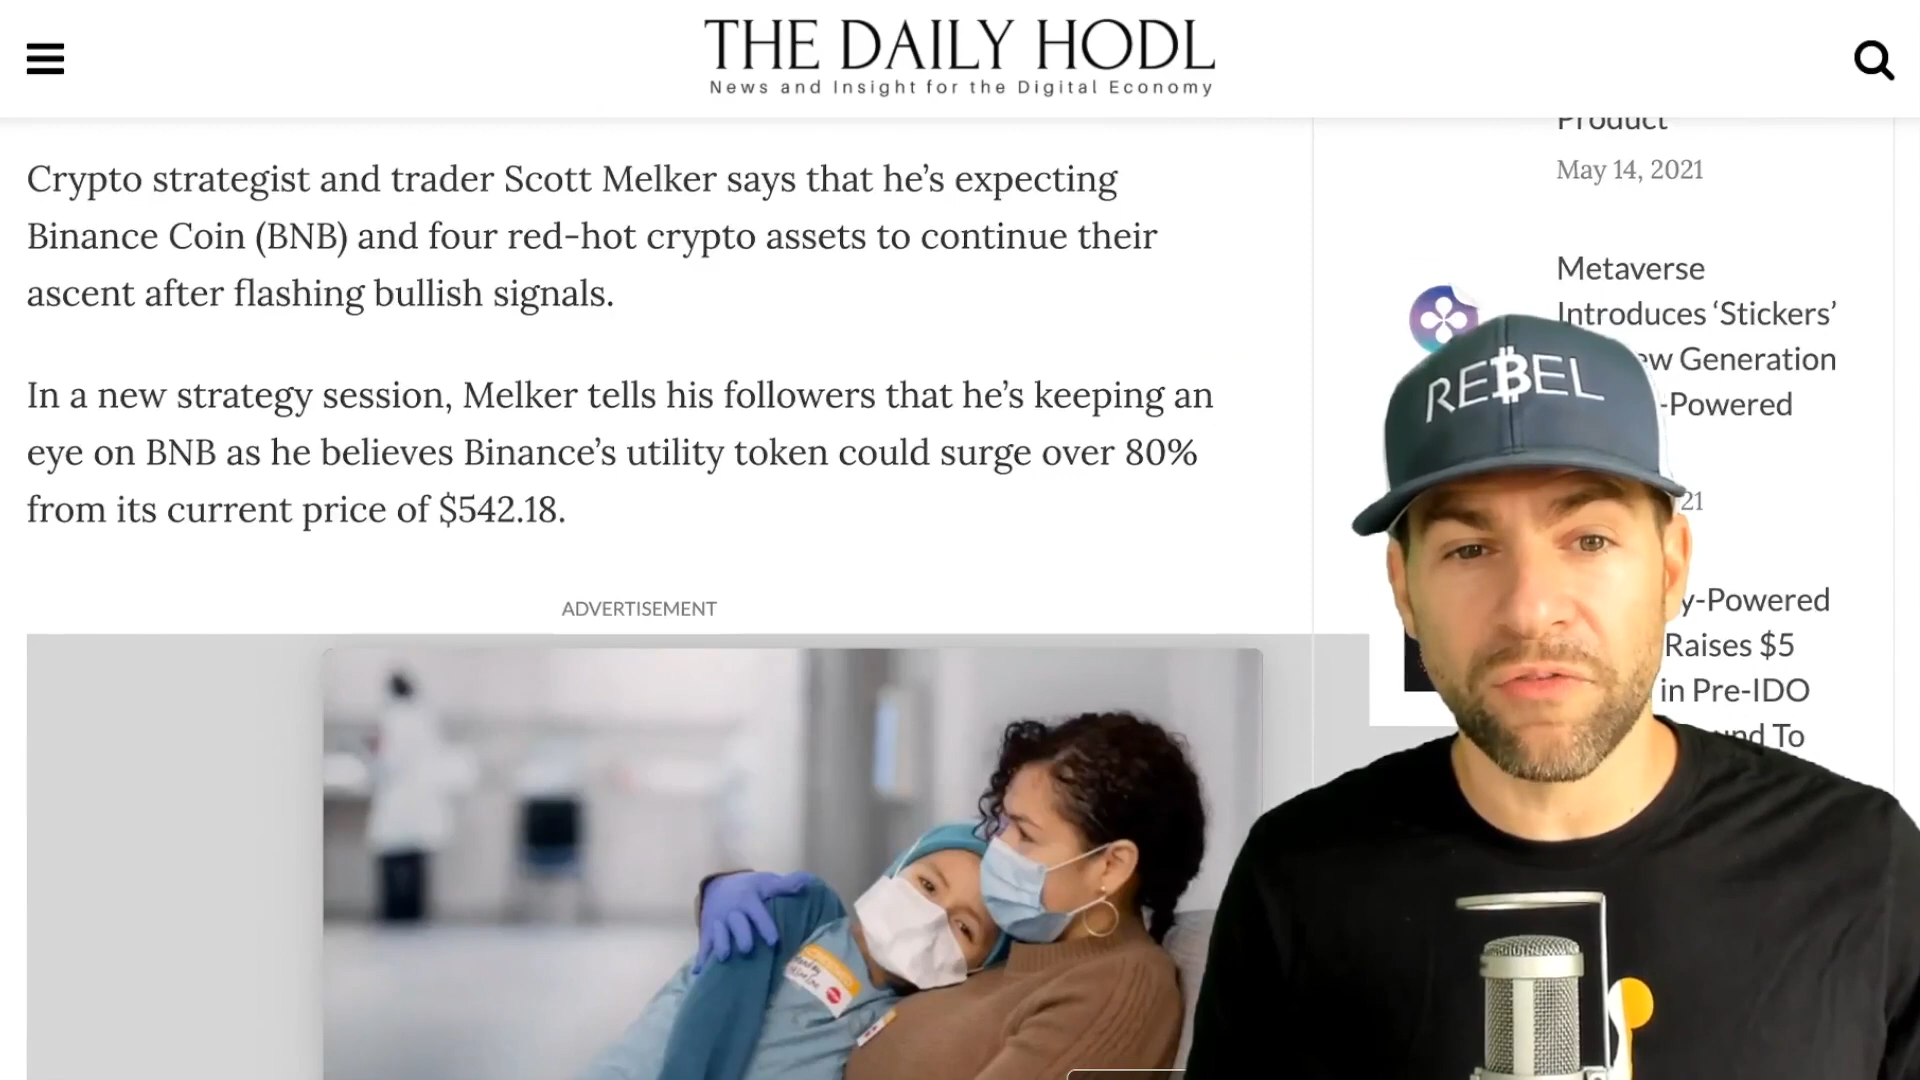 THE DAILY HODL
News and Insight for the Digital Economy
Crypto strategist and trader Scott Melker says that he’s expecting
Binance Coin (BNB) and four red-hot crypto assets to continue their
ascent after flashing bullish signals.
In a new strategy session, Melker tells his followers that he’s keeping an
eye on BNB as he believes Binance’s utility token could surge over 80%
from its current price of $542.18.
ADVERTISEMENT
Product
May 14, 2021
Metaverse
Introduces ‘Stickers’
Generation
-Powered
21
y-Powered
Raises $5
in Pre-IDO
To
REBEL